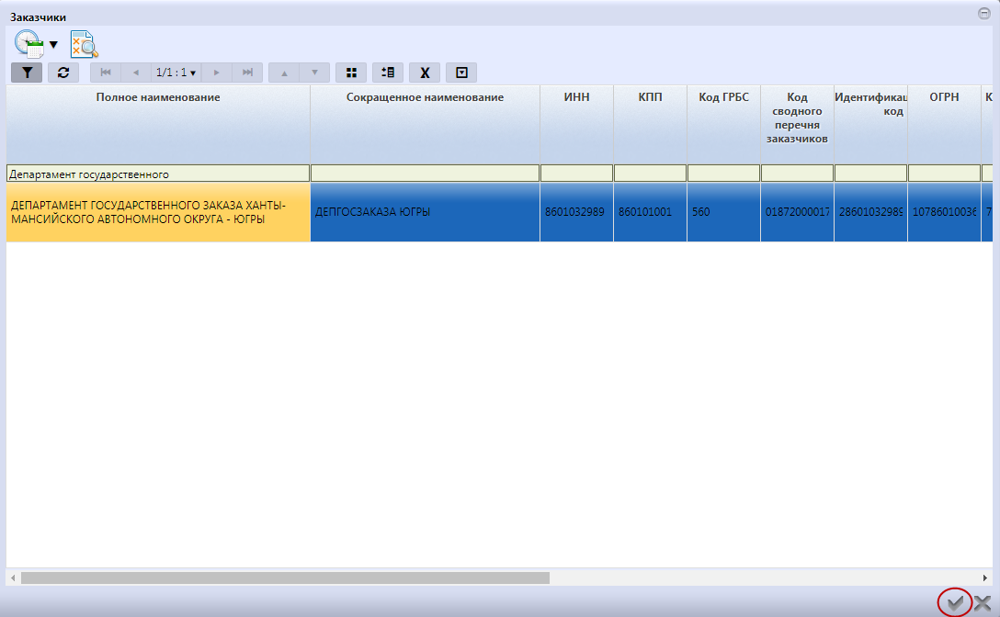 Заказчики
1/1 : 1
X
Полное наименование
Сокращенное наименование
ИНН
КПП
Код ГРБС
Код
сводного
перечня
заказчиков
Идентификац
код
ОГРН
К
Департамент государственного
ДЕПАРТАМЕНТ ГОСУДАРСТВЕННОГО ЗАКАЗА ХАНТЫ-
МАНСИЙСКОГО АВТОНОМНОГО ОКРУГА - ЮГРЫ
ДЕПГОСЗАКАЗА ЮГРЫ
8601032989
860101001
560
01872000017
28601032989
10786010036
7